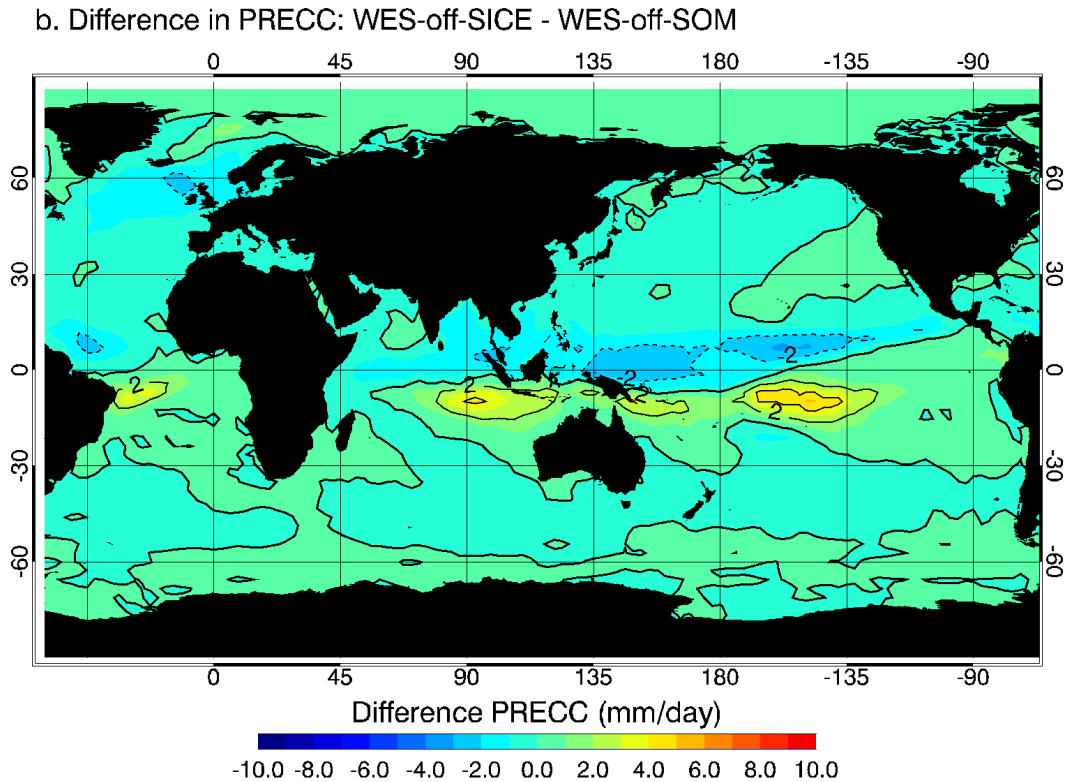 b. Difference in PRECC: WES-off-SICE - WES-off-SOM
0 45 90 135 180 -135 -90
60 60
30 30
2
0 2 2 2 0
2
-30 -30
-60 -60
0 45 90 135 180 -135 -90
Difference PRECC (mm/day)
-10.0 -8.0 -6.0 -4.0 -2.0 0.0 2.0 4.0 6.0 8.0 10.0